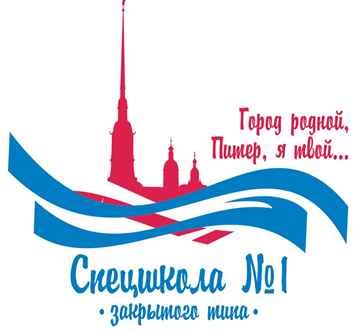 Город родной,
Питер, я твой...
Спецшкола №1
• закрытого типа •